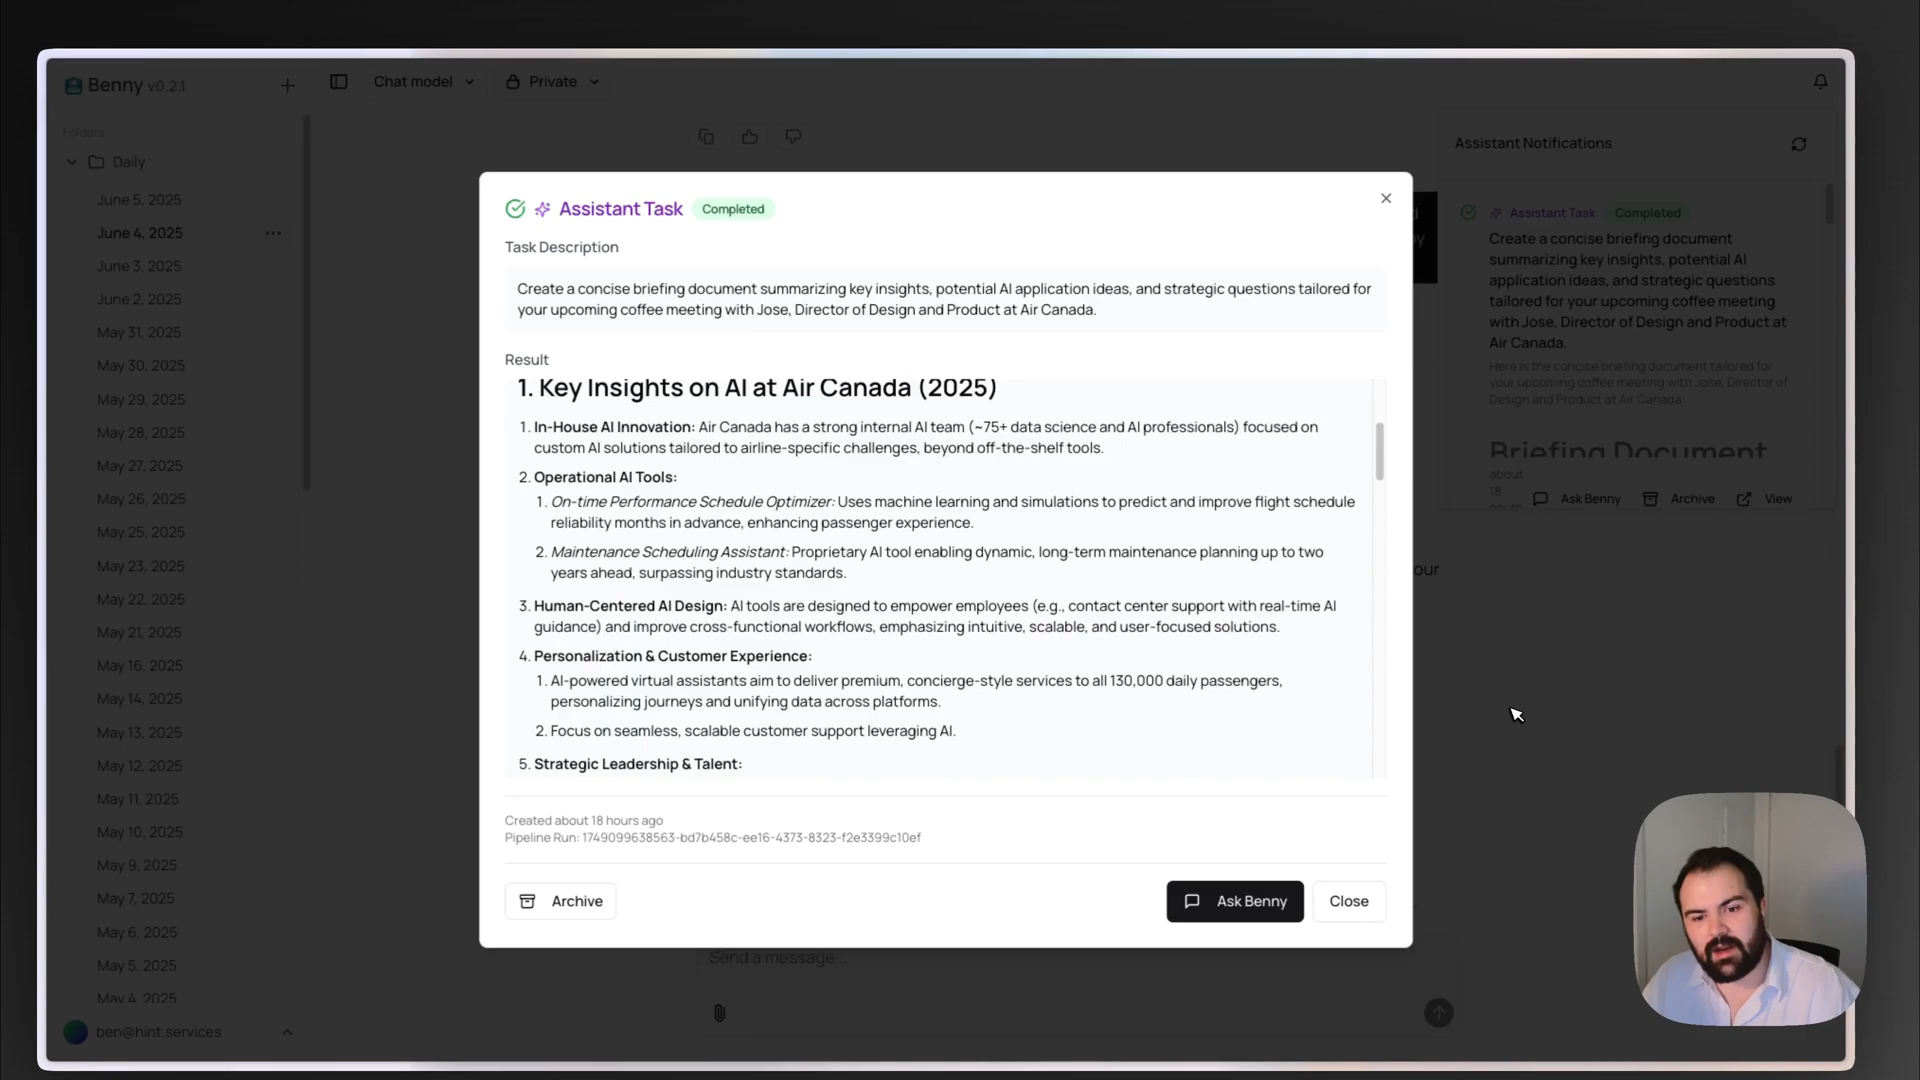 Benny v0.2.1
Chat model
Private
Folders
Daily
June 5, 2025
June 4, 2025
June 3, 2025
June 2, 2025
May 31, 2025
May 30, 2025
May 29, 2025
May 28, 2025
May 27, 2025
May 26, 2025
May 25, 2025
May 23, 2025
May 22, 2025
May 21, 2025
May 16, 2025
May 14, 2025
May 13, 2025
May 12, 2025
May 11, 2025
May 10, 2025
May 9, 2025
May 7, 2025
May 6, 2025
May 5, 2025
May 4, 2025
ben@hint.services
Assistant Task
Completed
Task Description
Create a concise briefing document summarizing key insights, potential AI application ideas, and strategic questions tailored for
your upcoming coffee meeting with Jose, Director of Design and Product at Air Canada.
Result
1. Key Insights on AI at Air Canada (2025)
1. In-House AI Innovation: Air Canada has a strong internal AI team (~75+ data science and AI professionals) focused on
custom AI solutions tailored to airline-specific challenges, beyond off-the-shelf tools.
2. Operational AI Tools:
1. On-time Performance Schedule Optimizer: Uses machine learning and simulations to predict and improve flight schedule
reliability months in advance, enhancing passenger experience.
2. Maintenance Scheduling Assistant: Proprietary AI tool enabling dynamic, long-term maintenance planning up to two
years ahead, surpassing industry standards.
3. Human-Centered AI Design: AI tools are designed to empower employees (e.g., contact center support with real-time AI
guidance) and improve cross-functional workflows, emphasizing intuitive, scalable, and user-focused solutions.
4. Personalization & Customer Experience:
1. AI-powered virtual assistants aim to deliver premium, concierge-style services to all 130,000 daily passengers,
personalizing journeys and unifying data across platforms.
2. Focus on seamless, scalable customer support leveraging AI.
5. Strategic Leadership & Talent:
Created about 18 hours ago
Pipeline Run: 1749099638563-bd7b458c-ee16-4373-8323-f2e3399c10ef
Archive
Ask Benny
Close
Send a message...
our
Assistant Notifications
Assistant Task
Completed
Create a concise briefing document
summarizing key insights, potential AI
application ideas, and strategic questions
tailored for your upcoming coffee meeting
with Jose, Director of Design and Product at
Air Canada.
Here is the concise briefing document tailored for
your upcoming coffee meeting with Jose, Director of
Design and Product at Air Canada:
Briefing Document
about
18
Ask Benny
Archive
View